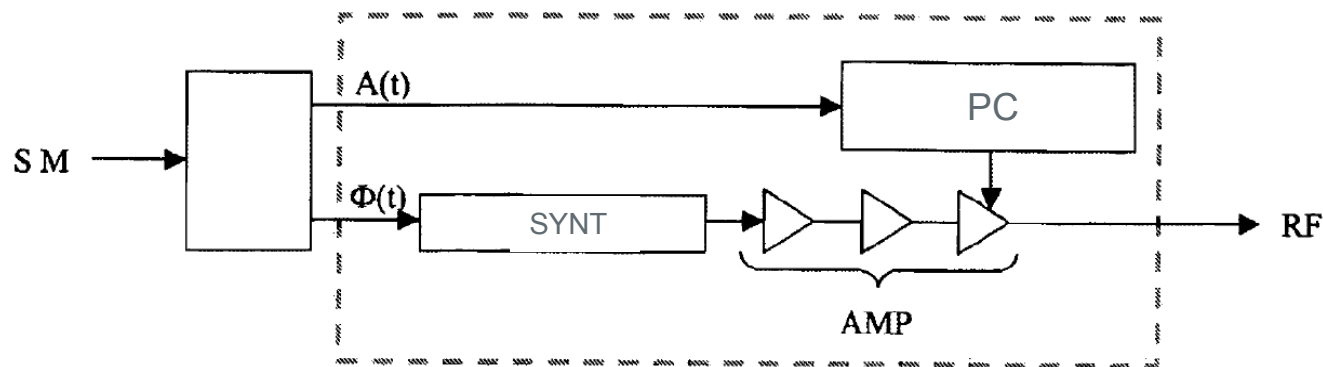 A(t)
PC
S M
Φ(t)
SYNT
RF
AMP